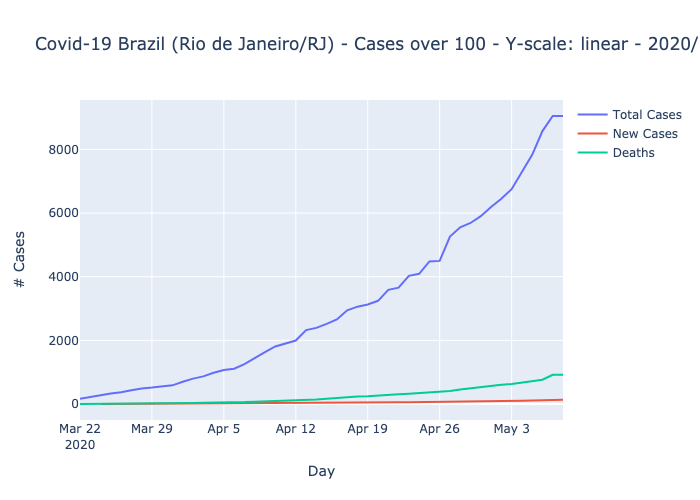 Covid-19 Brazil (Rio de Janeiro/RJ) - Cases over 100 - Y-scale: linear - 2020/
Total Cases
New Cases
Deaths
8000
6000
4000
2000
0
# Cases
Mar 22 Mar 29 Apr 5 Apr 12 Apr 19 Apr 26 May 3
2020
Day